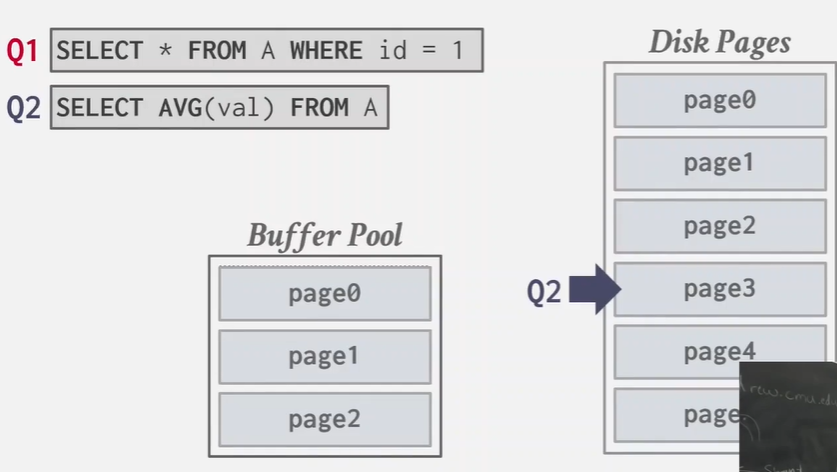 Q1 SELECT * FROM A WHERE id = 1
Q2 SELECT AVG(val) FROM A
Disk Pages
page0
page1
page2
Q2 page3
page4
page
Buffer Pool
page0
page1
page2